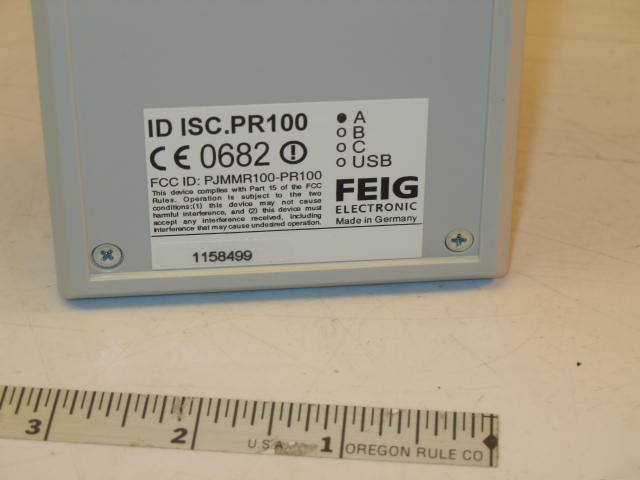 ID ISC.PR100
CE 0682
FCC ID: PJMMR100-PR100
This device complies with Part 15 of the FCC
Rules. Operation is subject to the two
conditions:(1) this device may not cause
harmful interference, and (2) this device must
accept any interference received, including
interference that may cause undesired operation.
A
B
C
USB
FEIG
ELECTRONIC
Made in Germany
1158499
3 2 U.S.A. 1 OREGON RULE CO.